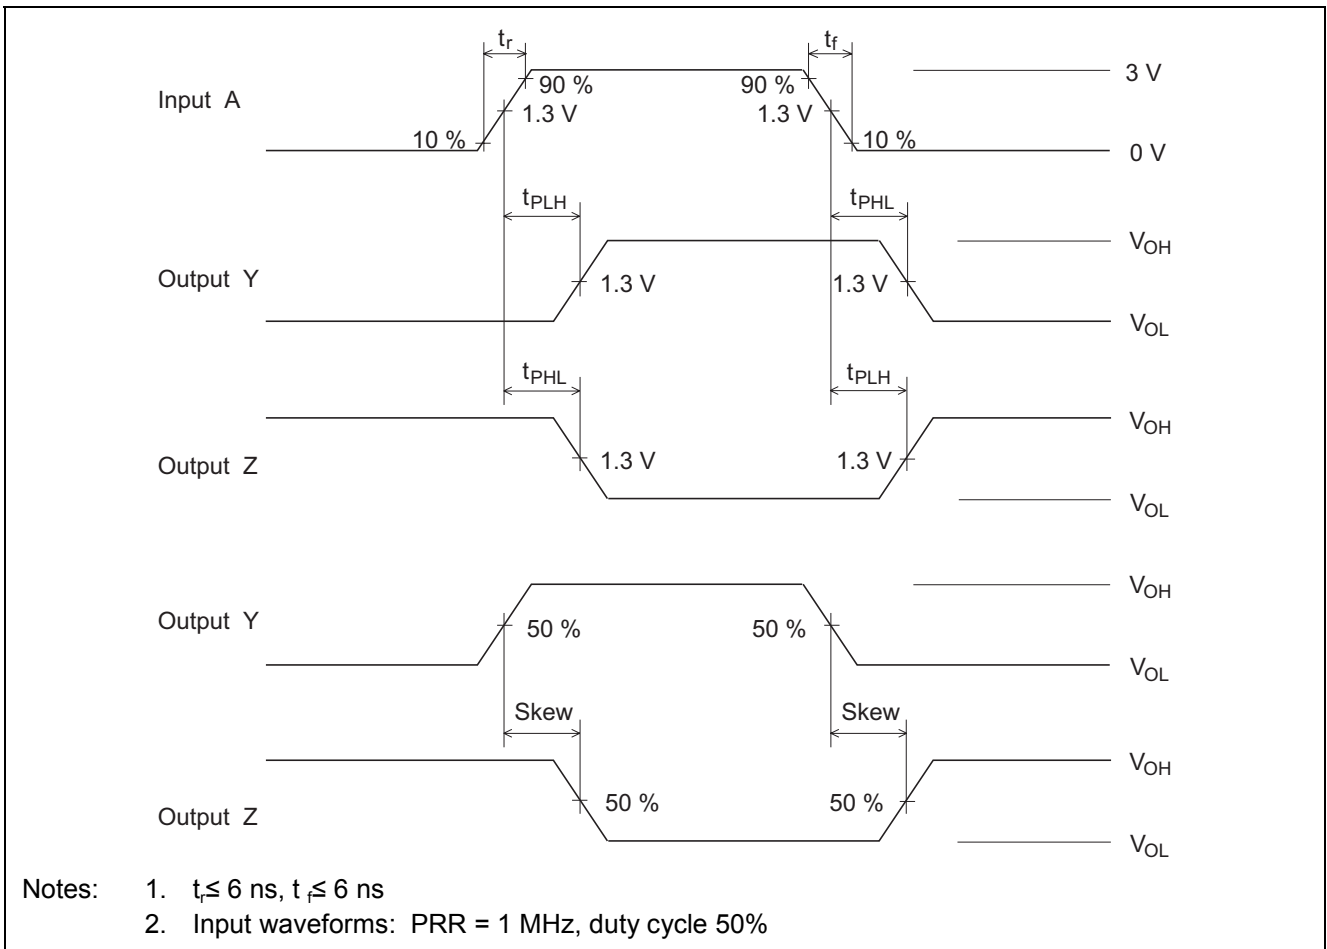 tr
tf
Input A
90 %
1.3 V
10 %
90 %
1.3 V
10 %
3 V
0 V
tPLH
tPHL
Output Y
1.3 V
1.3 V
VOH
VOL
tPHL
tPLH
Output Z
1.3 V
1.3 V
VOH
VOL
Output Y
50 %
50 %
VOH
VOL
Skew
Skew
Output Z
50 %
50 %
VOH
VOL
Notes: 1. tr≤ 6 ns, t f≤ 6 ns
2. Input waveforms: PRR = 1 MHz, duty cycle 50%